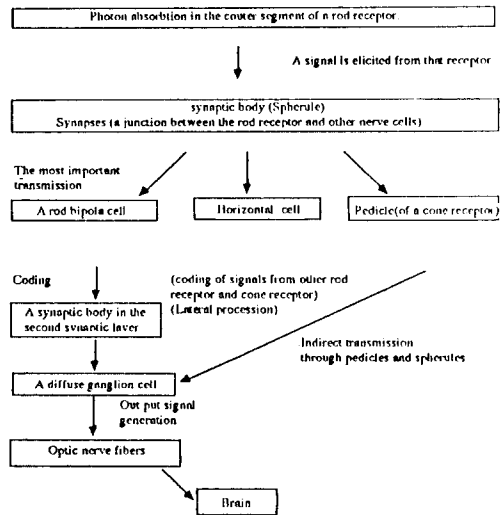 Photon absorbtion in the couter segment of a rod receptor.
A signal is elicited from that receptor
synaptic body (Spherule)
Synapses (a junction between the rod receptor and other nerve cells)
The most important
transmission
A rod bipola cell
Horizontal cell
Pedicle(of a cone receptor)
Coding
(coding of signals from other rod
receptor and cone receptor)
(Lateral procession)
A synaptic body in the
second synaptic layer
Indirect transmission
through pedicles and spherules
A diffuse ganglion cell
Out put signal
generation
Optic nerve fibers
Brain